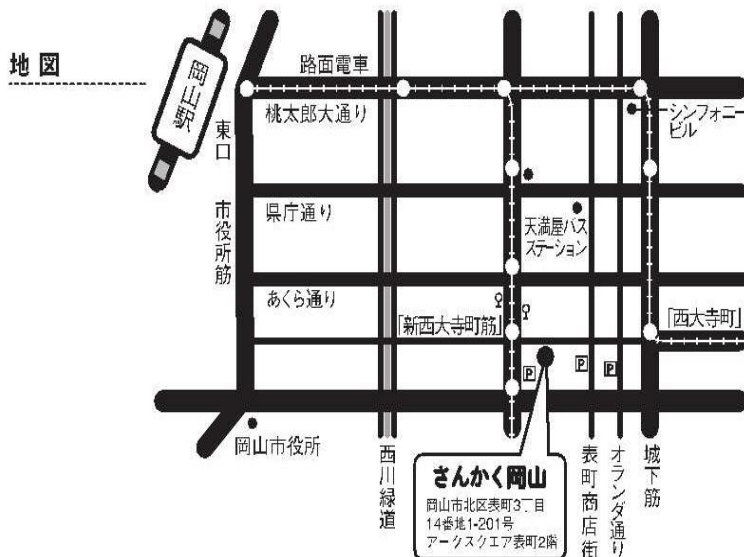 地図
岡山駅
東口
路面電車
桃太郎大通り
シンフォニー
ビル
市役所筋
県庁通り
天満屋バス
ステーション
あくら通り
「新西大寺町筋」
「西大寺町」
P
P
P
岡山市役所
西川緑道
表町商店街
オランダ通り
城下筋
さんかく岡山
岡山市北区表町3丁目
14番地1-201号
アークスクエア表町2階